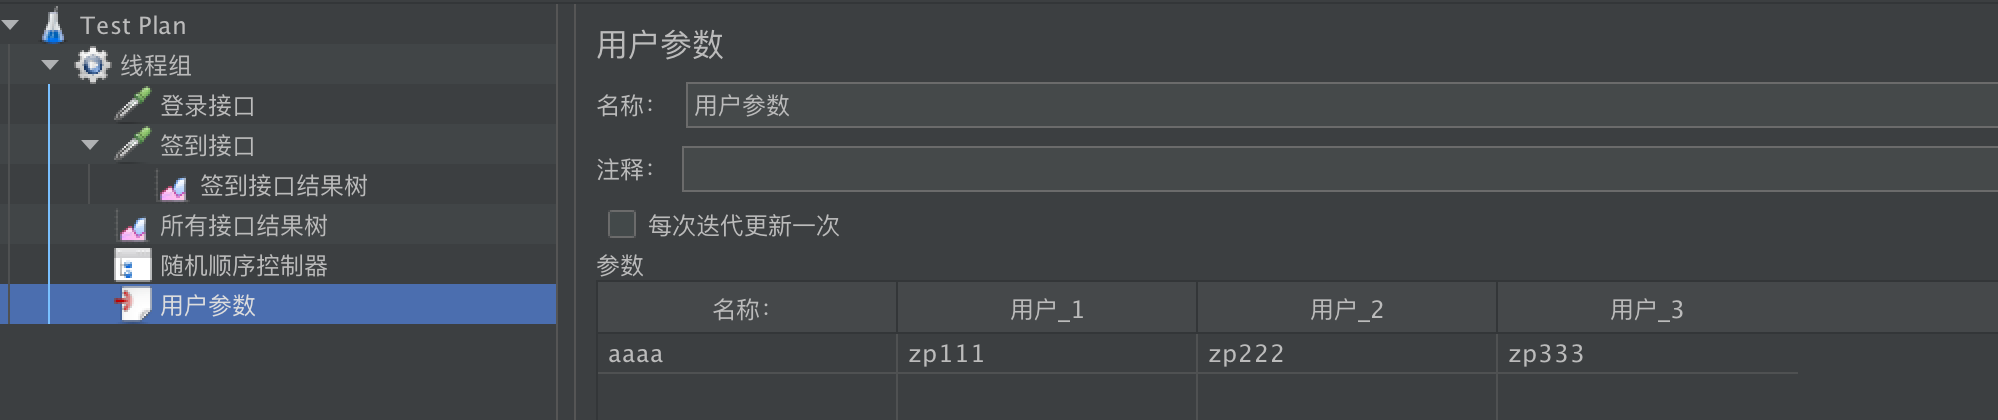 Test Plan
线程组
登录接口
签到接口
签到接口结果树
所有接口结果树
随机顺序控制器
用户参数
用户参数
名称： 用户参数
注释：
每次迭代更新一次
参数
名称： 用户_1 用户_2 用户_3
aaaa zp111 zp222 zp333